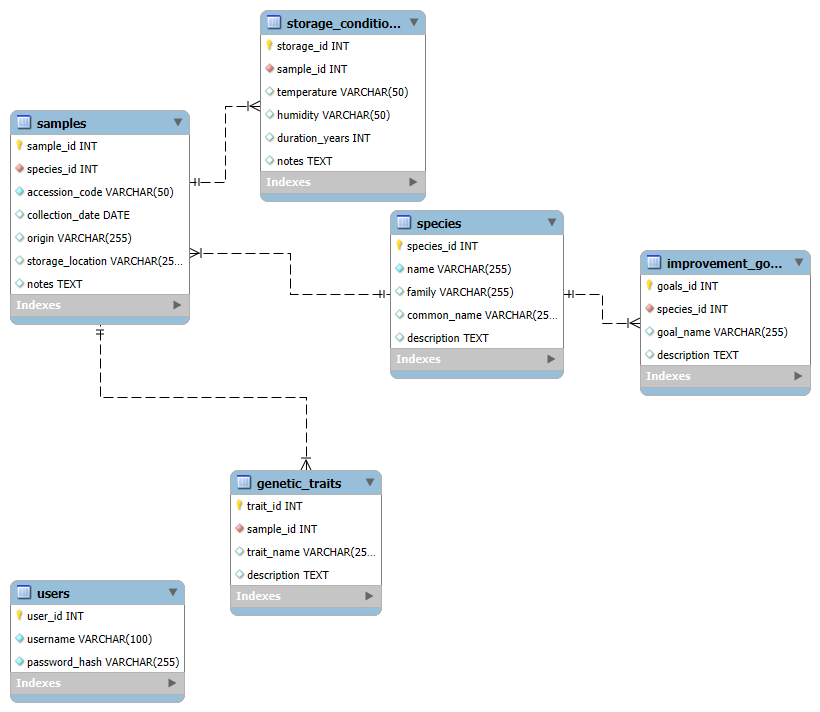 storage_conditio...
storage_id INT
sample_id INT
temperature VARCHAR(50)
humidity VARCHAR(50)
duration_years INT
notes TEXT
Indexes
samples
sample_id INT
species_id INT
accession_code VARCHAR(50)
collection_date DATE
origin VARCHAR(255)
storage_location VARCHAR(25...
notes TEXT
Indexes
species
species_id INT
name VARCHAR(255)
family VARCHAR(255)
common_name VARCHAR(25...
description TEXT
Indexes
improvement_go...
goals_id INT
species_id INT
goal_name VARCHAR(255)
description TEXT
Indexes
genetic_traits
trait_id INT
sample_id INT
trait_name VARCHAR(25...
description TEXT
Indexes
users
user_id INT
username VARCHAR(100)
password_hash VARCHAR(255)
Indexes